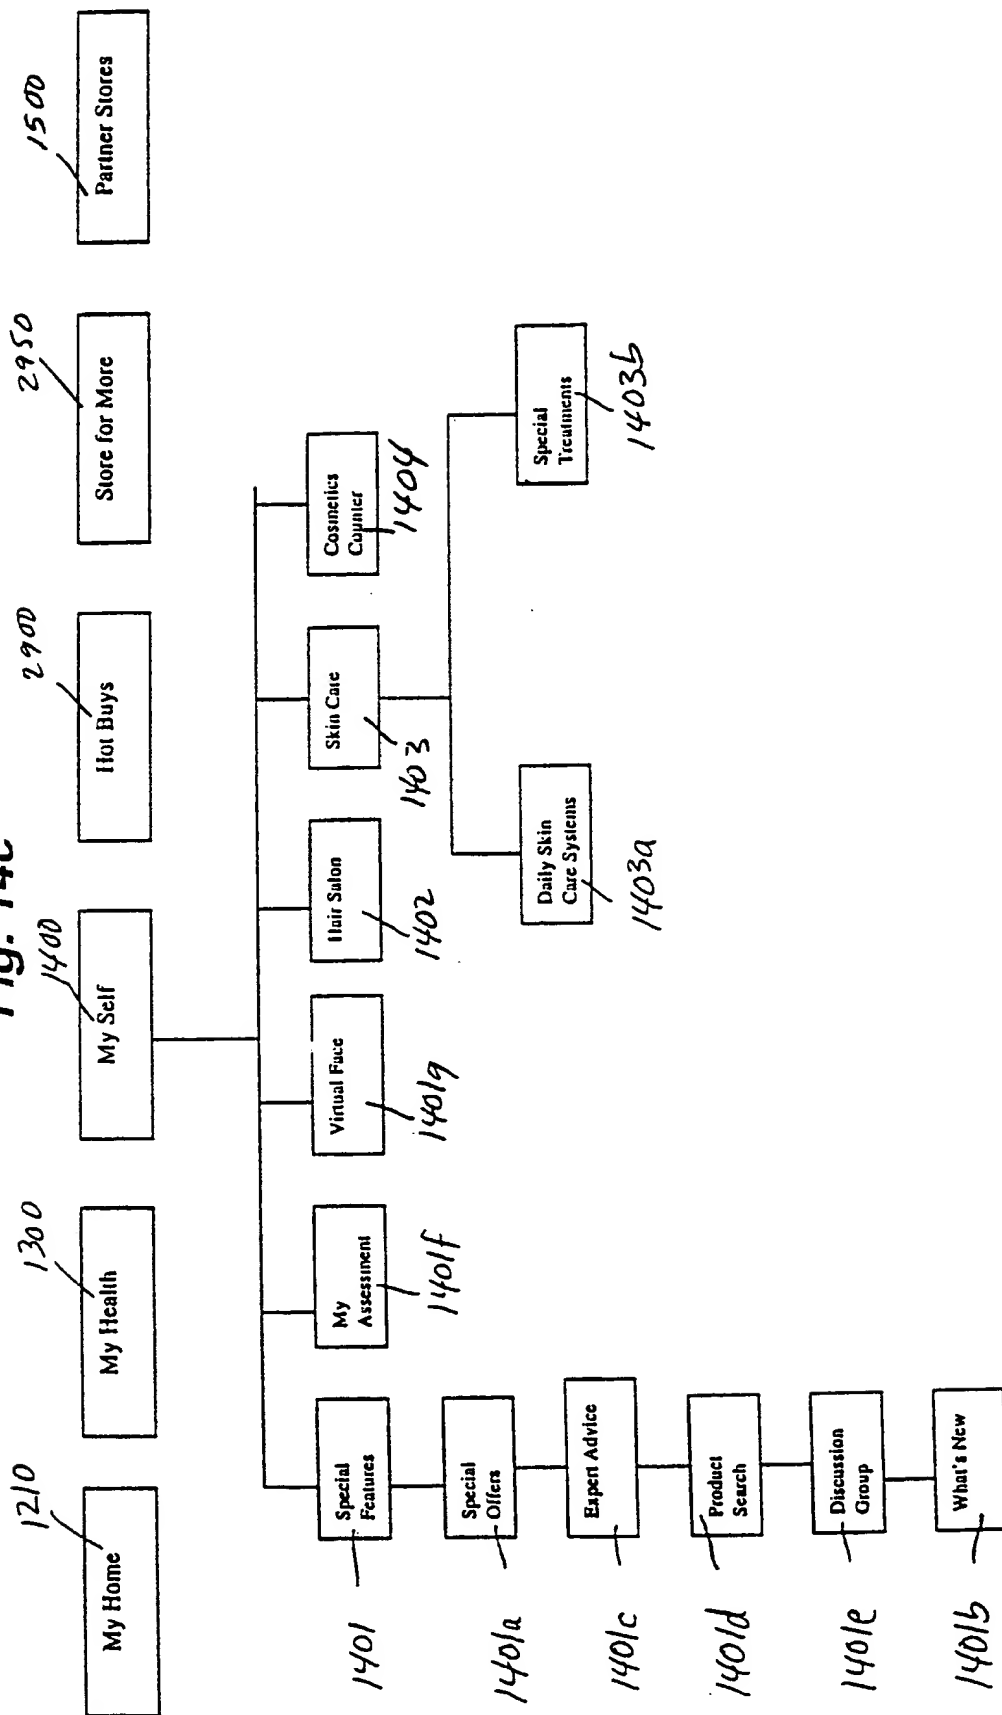 Fig. 14c
1210
My Home
1300
My Health
1400
My Self
2900
Hot Buys
2950
Store for More
1500
Partner Stores
Special
Features
1401
My
Assessment
1401f
Virtual Face
1401g
Hair Salon
1402
Skin Care
1403
Cosmetics
Counter
1404
Special
Offers
1401a
Expert Advice
1401c
Product
Search
1401d
Discussion
Group
1401e
What's New
1401b
Daily Skin
Care Systems
1403a
Special
Treatments
1403b